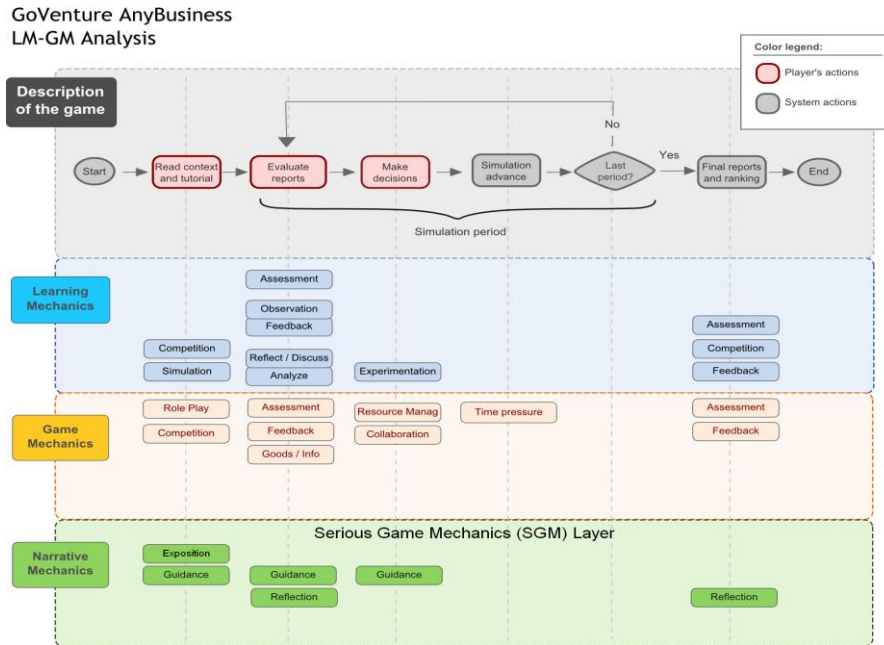 GoVenture AnyBusiness
LM-GM Analysis
Color legend:
Player's actions
System actions
Description
of the game
No
Start
Read context
and tutorial
Evaluate
reports
Make
decisions
Simulation
advance
Last
period?
Yes
Final reports
and ranking
End
Simulation period
Learning
Mechanics
Assessment
Observation
Feedback
Assessment
Competition
Reflect / Discuss
Competition
Simulation
Analyze
Experimentation
Feedback
Game
Mechanics
Role Play
Assessment
Resource Manag
Time pressure
Assessment
Competition
Feedback
Collaboration
Feedback
Goods / Info
Serious Game Mechanics (SGM) Layer
Narrative
Mechanics
Exposition
Guidance
Guidance
Guidance
Reflection
Reflection